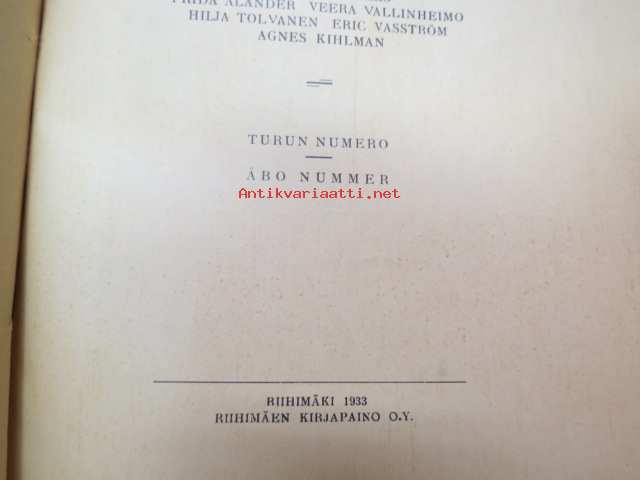 FRIDA ALANDER VEERA VALLINHEIMO
HILJA TOLVANEN ERIC VASSTRÖM
AGNES KIHLMAN
TURUN NUMERO
ÅBO NUMMER
Antikvariaatti.net
RIIHIMÄKI 1933
RIIHIMÄEN KIRJAPAINO O.Y.